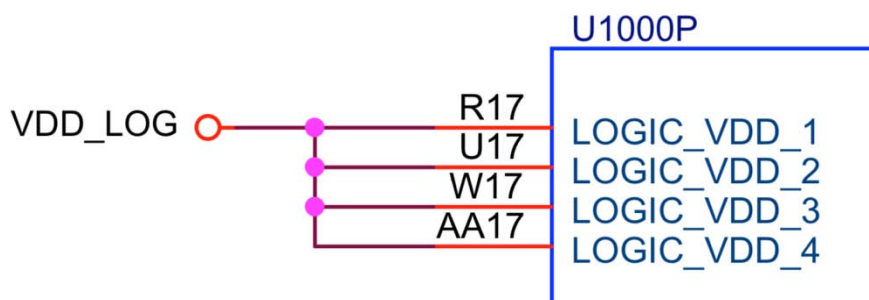 U1000P
VDD_LOG
R17 LOGIC_VDD_1
U17 LOGIC_VDD_2
W17 LOGIC_VDD_3
AA17 LOGIC_VDD_4